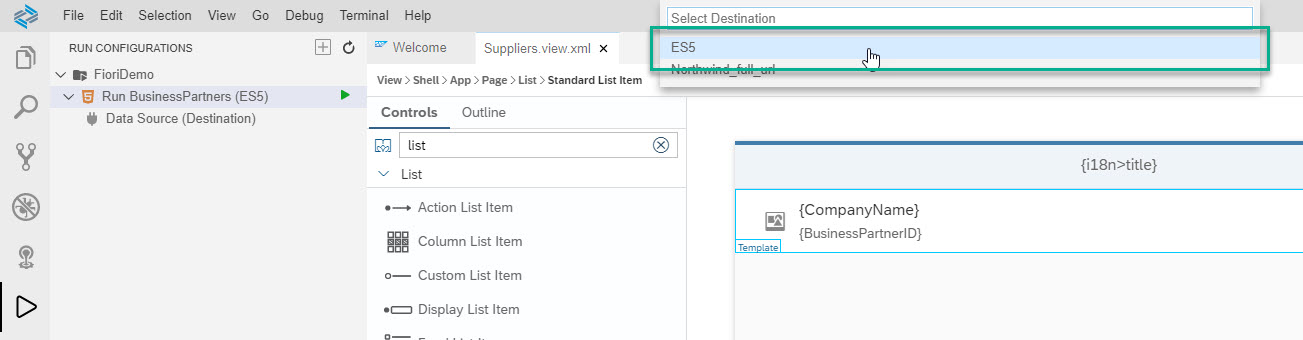 File Edit Selection View Go Debug Terminal Help
Select Destination
ES5
Northwind_full_url
RUN CONFIGURATIONS
FioriDemo
Run BusinessPartners (ES5)
Data Source (Destination)
Welcome
Suppliers.view.xml
View > Shell > App > Page > List > Standard List Item
Controls Outline
list
List
Action List Item
Column List Item
Custom List Item
Display List Item
{i18n>title}
{CompanyName}
{BusinessPartnerID}
Template